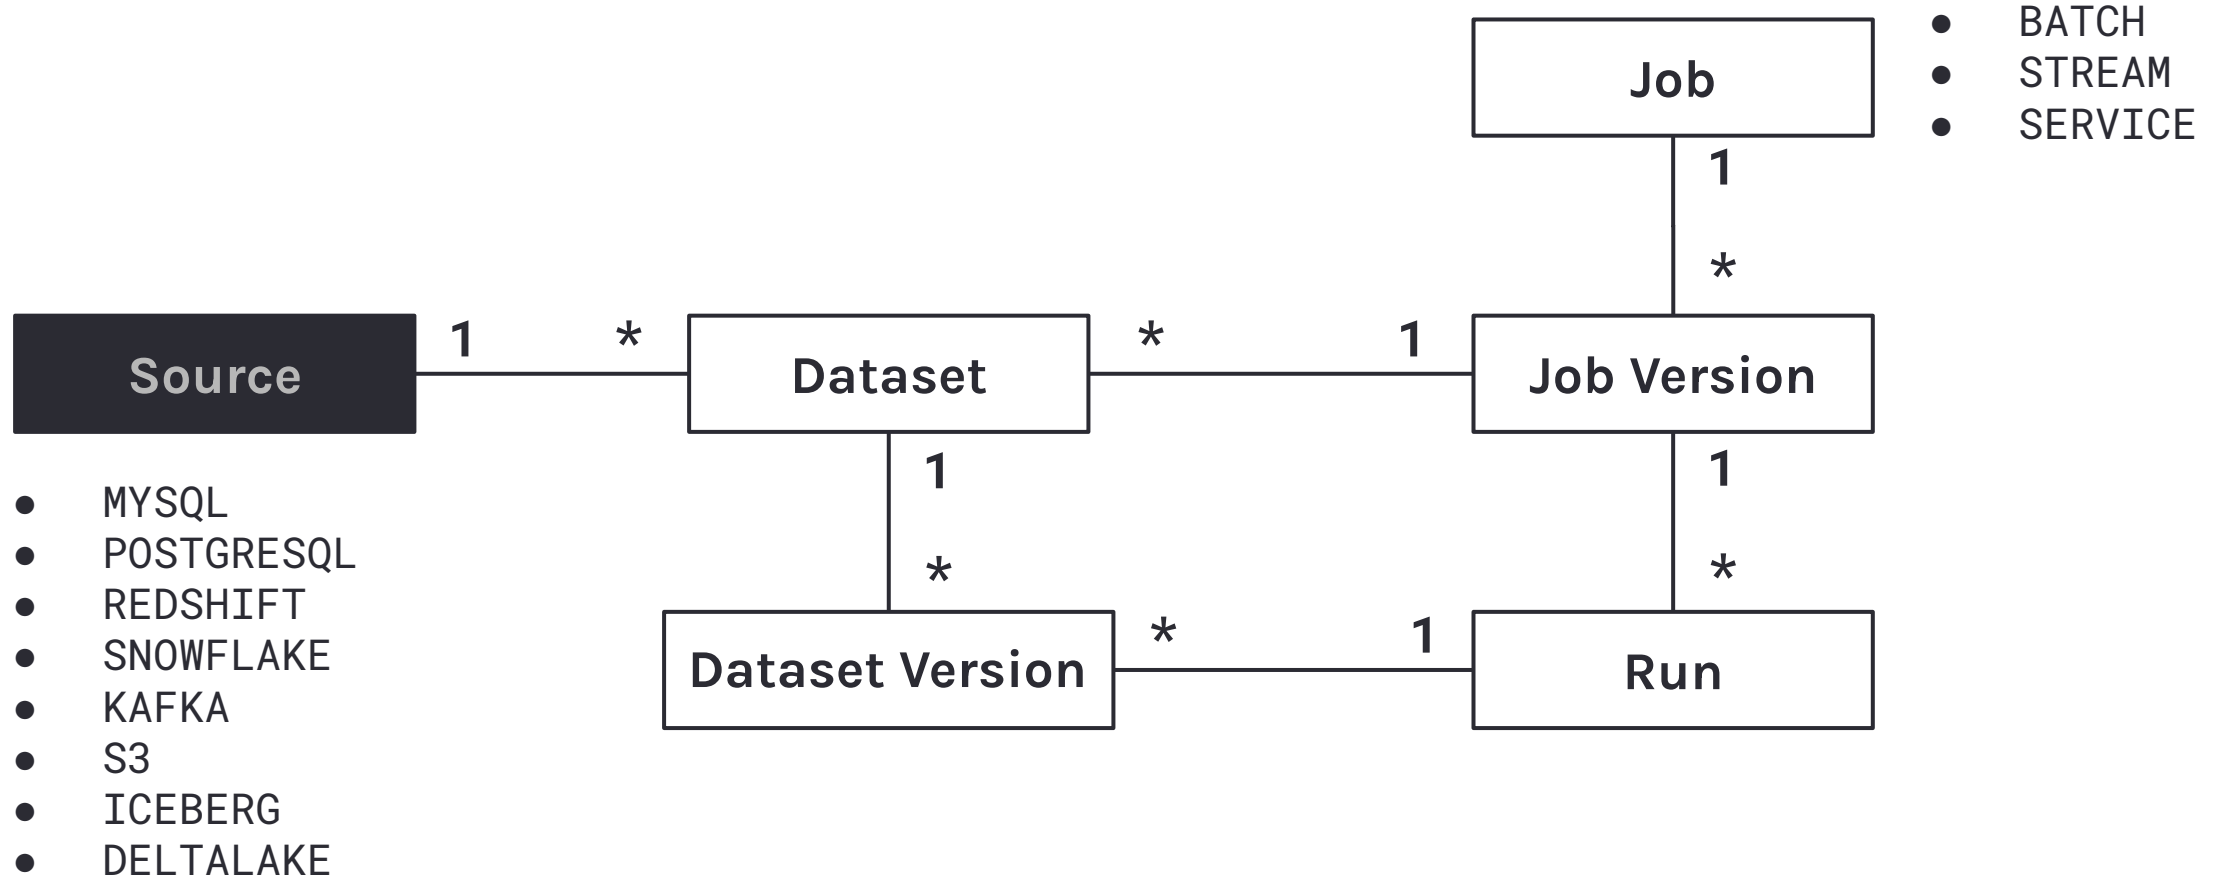 Job
● BATCH
● STREAM
● SERVICE
1
*
Source
1 *
Dataset
* 1
Job Version
1
*
1
*
Dataset Version
* 1
Run
● MYSQL
● POSTGRESQL
● REDSHIFT
● SNOWFLAKE
● KAFKA
● S3
● ICEBERG
● DELTALAKE